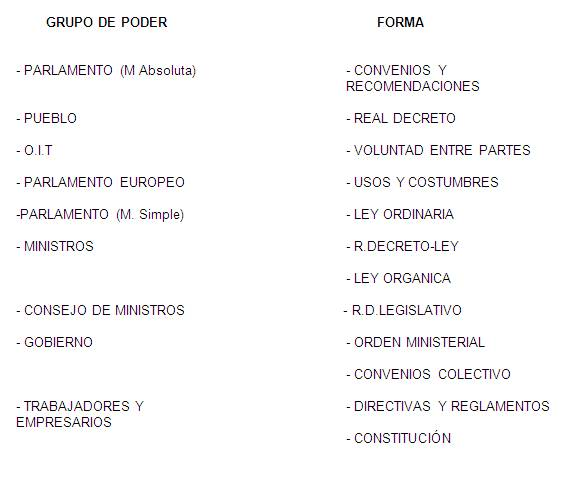 GRUPO DE PODER FORMA
- PARLAMENTO (M Absoluta) - CONVENIOS Y
RECOMENDACIONES
- PUEBLO - REAL DECRETO
- O.I.T - VOLUNTAD ENTRE PARTES
- PARLAMENTO EUROPEO - USOS Y COSTUMBRES
-PARLAMENTO (M. Simple) - LEY ORDINARIA
- MINISTROS - R.DECRETO-LEY
- LEY ORGANICA
- CONSEJO DE MINISTROS - R.D.LEGISLATIVO
- GOBIERNO - ORDEN MINISTERIAL
- CONVENIOS COLECTIVO
- TRABAJADORES Y - DIRECTIVAS Y REGLAMENTOS
EMPRESARIOS
- CONSTITUCIÓN